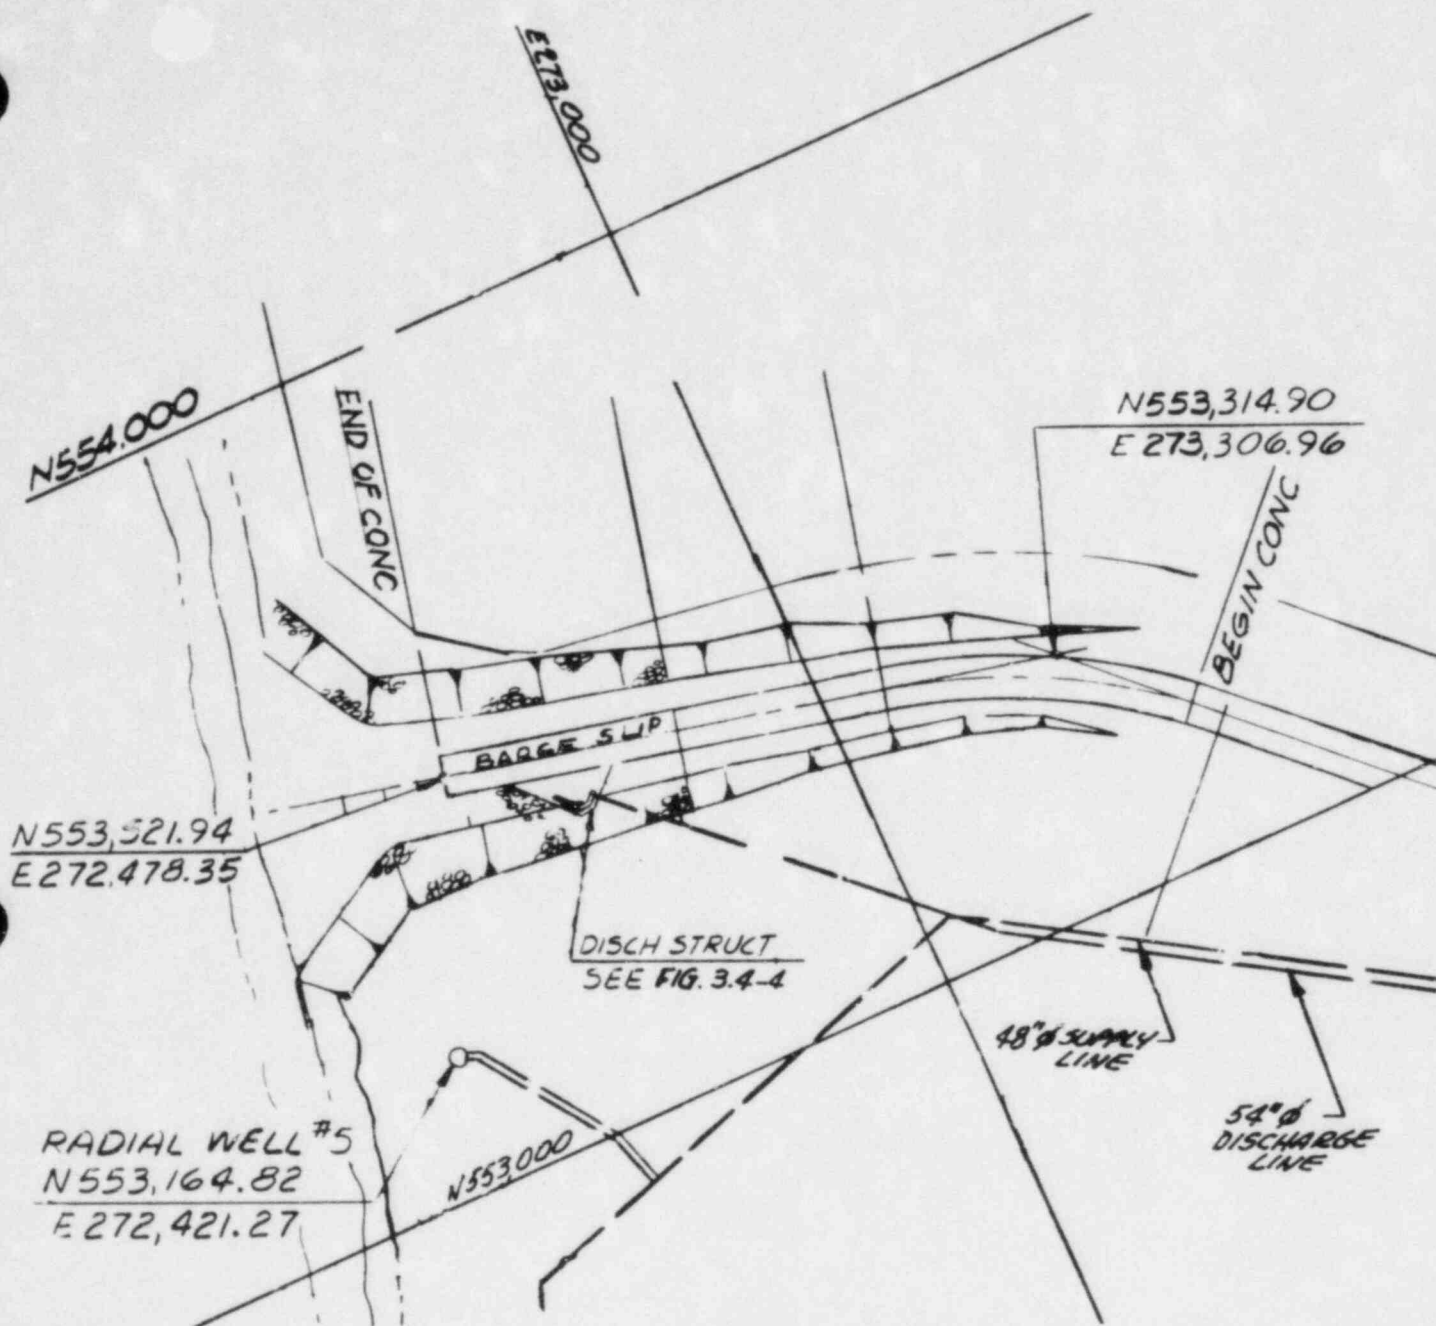 E273,000
N554.000
END OF CONC
N553,314.90
E 273,306.96
BEGIN CONC
BARGE SLIP
N553,521.94
E272,478.35
DISCH STRUCT
SEE FIG. 3.4-4
48"ø SUPPLY
LINE
54"ø
DISCHARGE
LINE
RADIAL WELL #5
N553,164.82
E272,421.27
N553,000